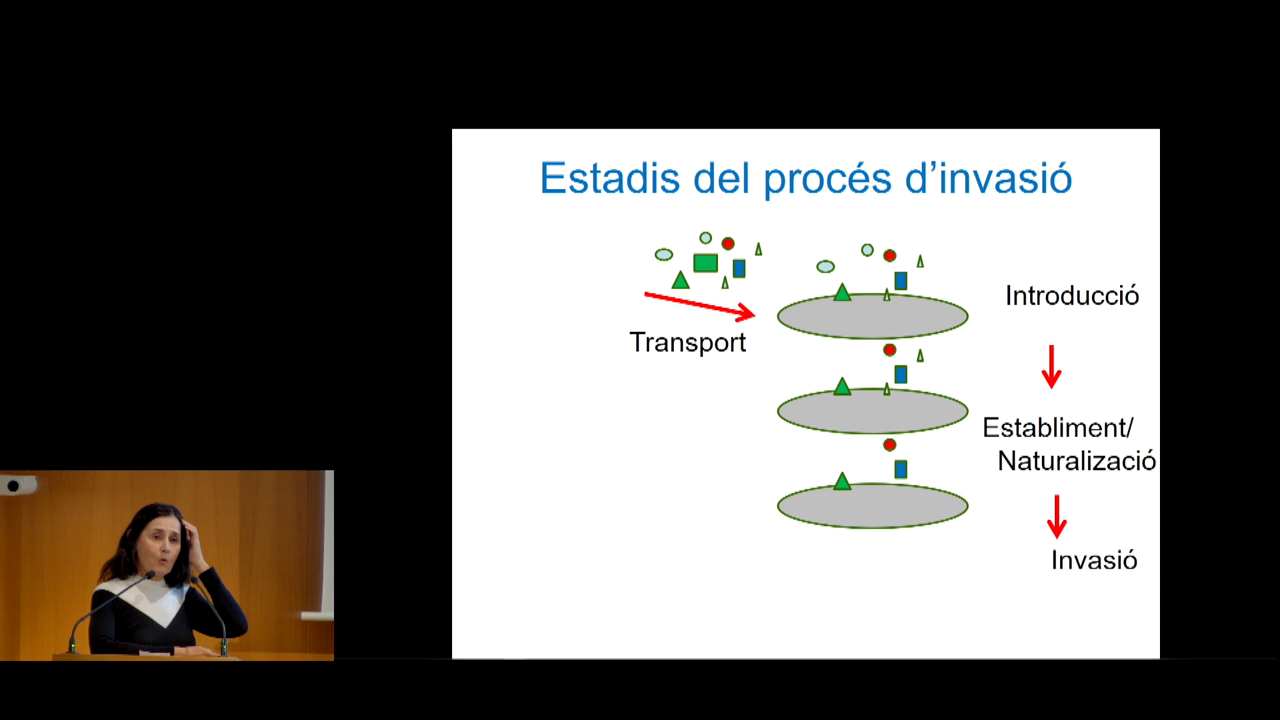 Estadis del procés d’invasió
Introducció
Transport
Establiment/
Naturalizació
Invasió